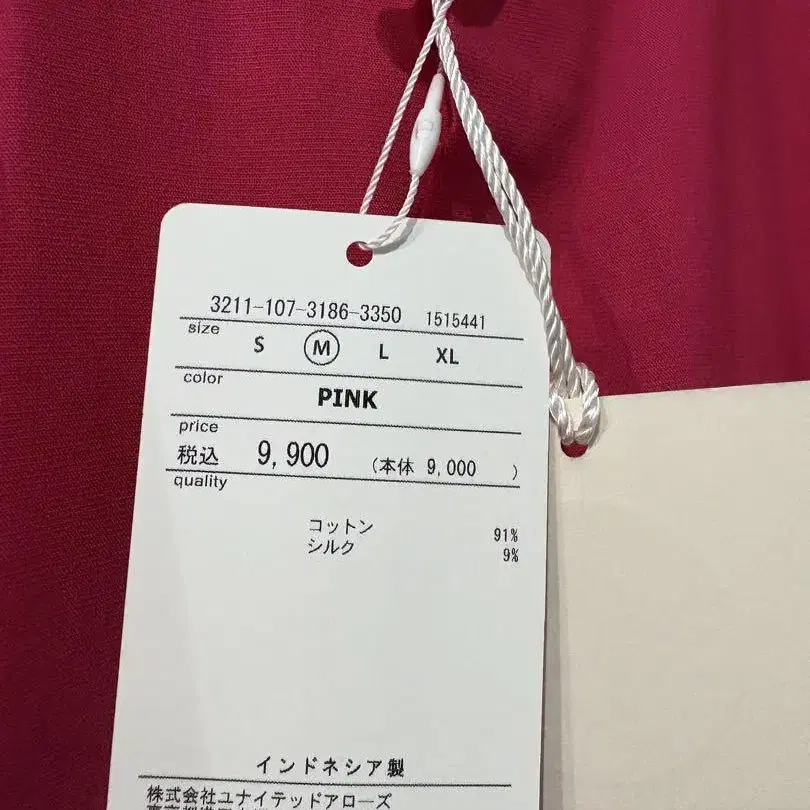 3211-107-3186-3350 1515441
size
S M L XL
color
PINK
price
税込 9,900 (本体 9,000 )
quality
コットン 91%
シルク 9%
インドネシア製
株式会社ユナイテッドアローズ